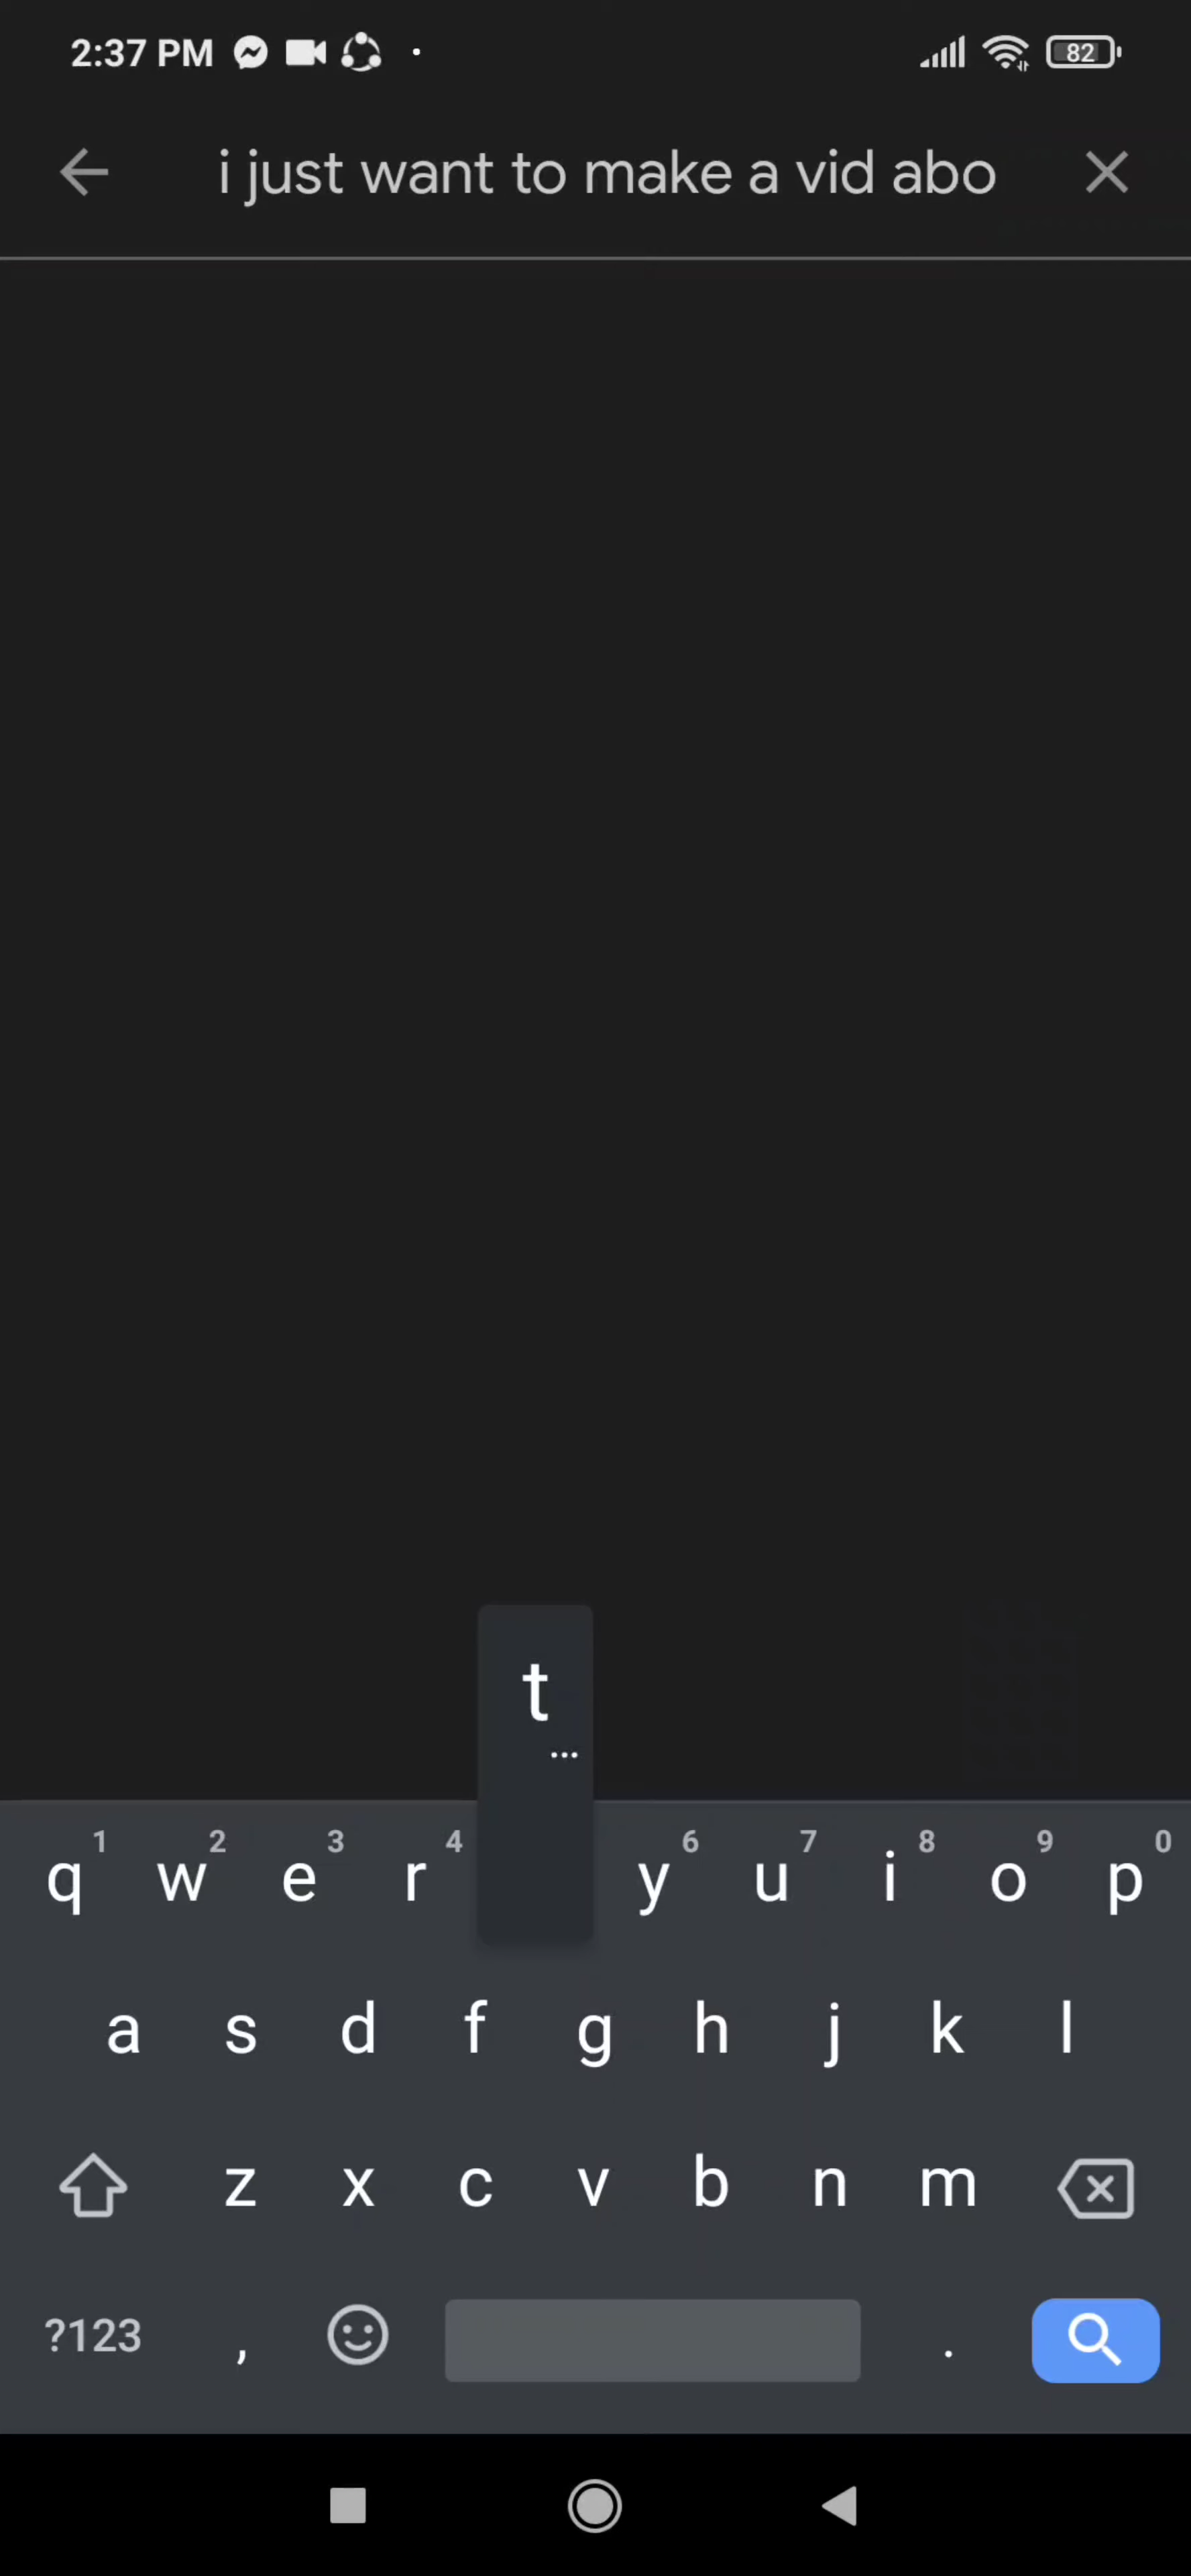 2:37 PM 82
i just want to make a vid abo
t
...
1 2 3 4 6 7 8 9 0
q w e r y u i o p
a s d f g h j k l
z x c v b n m
?123 , .